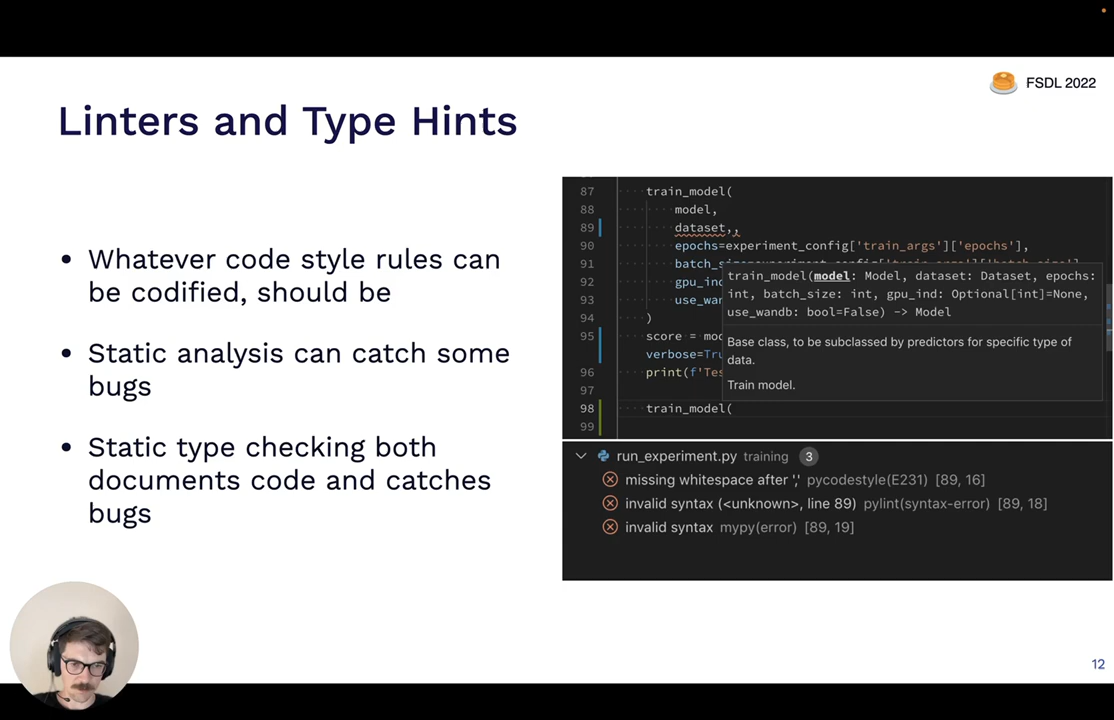 FSDL 2022
Linters and Type Hints
• Whatever code style rules can
be codified, should be
• Static analysis can catch some
bugs
• Static type checking both
documents code and catches
bugs
87 train_model(
88 model,
89 dataset,,
90 epochs=experiment_config['train_args']['epochs'],
91
92 gpu_ind
93 use_wan
94 )
95 score = mod
verbose=Tru
96 print(f'Tes
97
98 train_model(
99
train_model(model: Model, dataset: Dataset, epochs:
int, batch_size: int, gpu_ind: Optional[int]=None,
use_wandb: bool=False) -> Model
Base class, to be subclassed by predictors for specific type of
data.
Train model.
run_experiment.py training 3
missing whitespace after ',' pycodestyle(E231) [89, 16]
invalid syntax (<unknown>, line 89) pylint(syntax-error) [89, 18]
invalid syntax mypy(error) [89, 19]
12